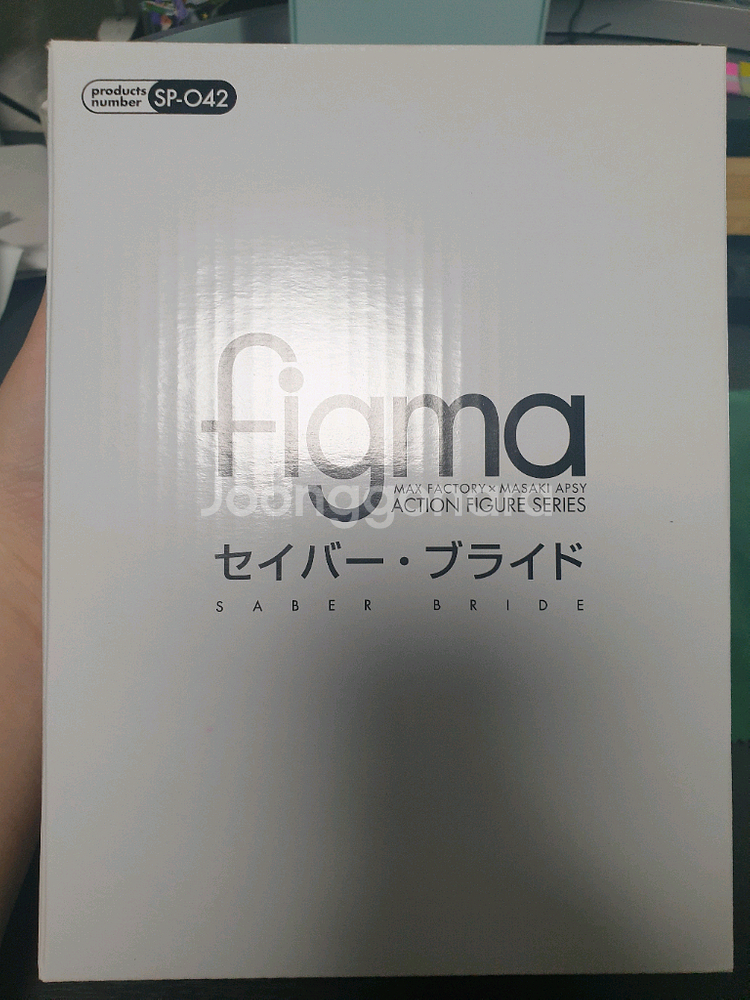 products
number SP-042
figma
MAX FACTORY × MASAKI APSY
ACTION FIGURE SERIES
Joonggonara
セイバー・ブライド
SABER BRIDE